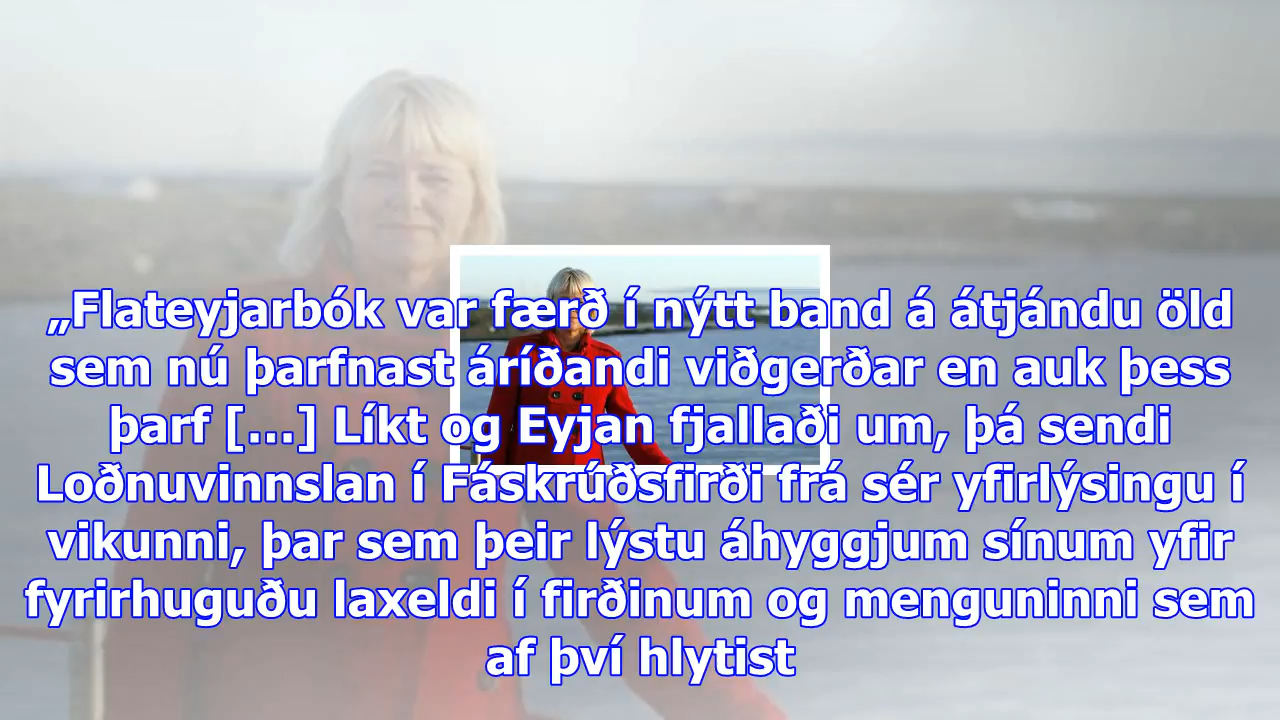 „Flateyjarbók var færð í nýtt band á átjándu öld
sem nú þarfnast áríðandi viðgerðar en auk þess
þarf [...] Líkt og Eyjan fjallaði um, þá sendi
Loðnuvinnslan í Fáskrúðsfirði frá sér yfirlýsingu í
vikunni, þar sem þeir lýstu áhyggjum sínum yfir
fyrirhuguðu laxeldi í firðinum og menguninni sem
af því hlytist